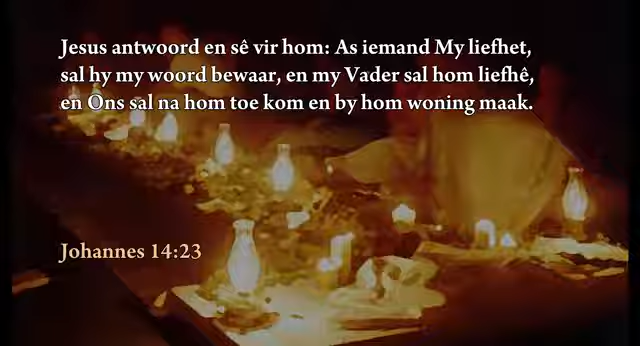 Jesus antwoord en sê vir hom: As iemand My liefhet,
sal hy my woord bewaar, en my Vader sal hom liefhê,
en Ons sal na hom toe kom en by hom woning maak.
Johannes 14:23